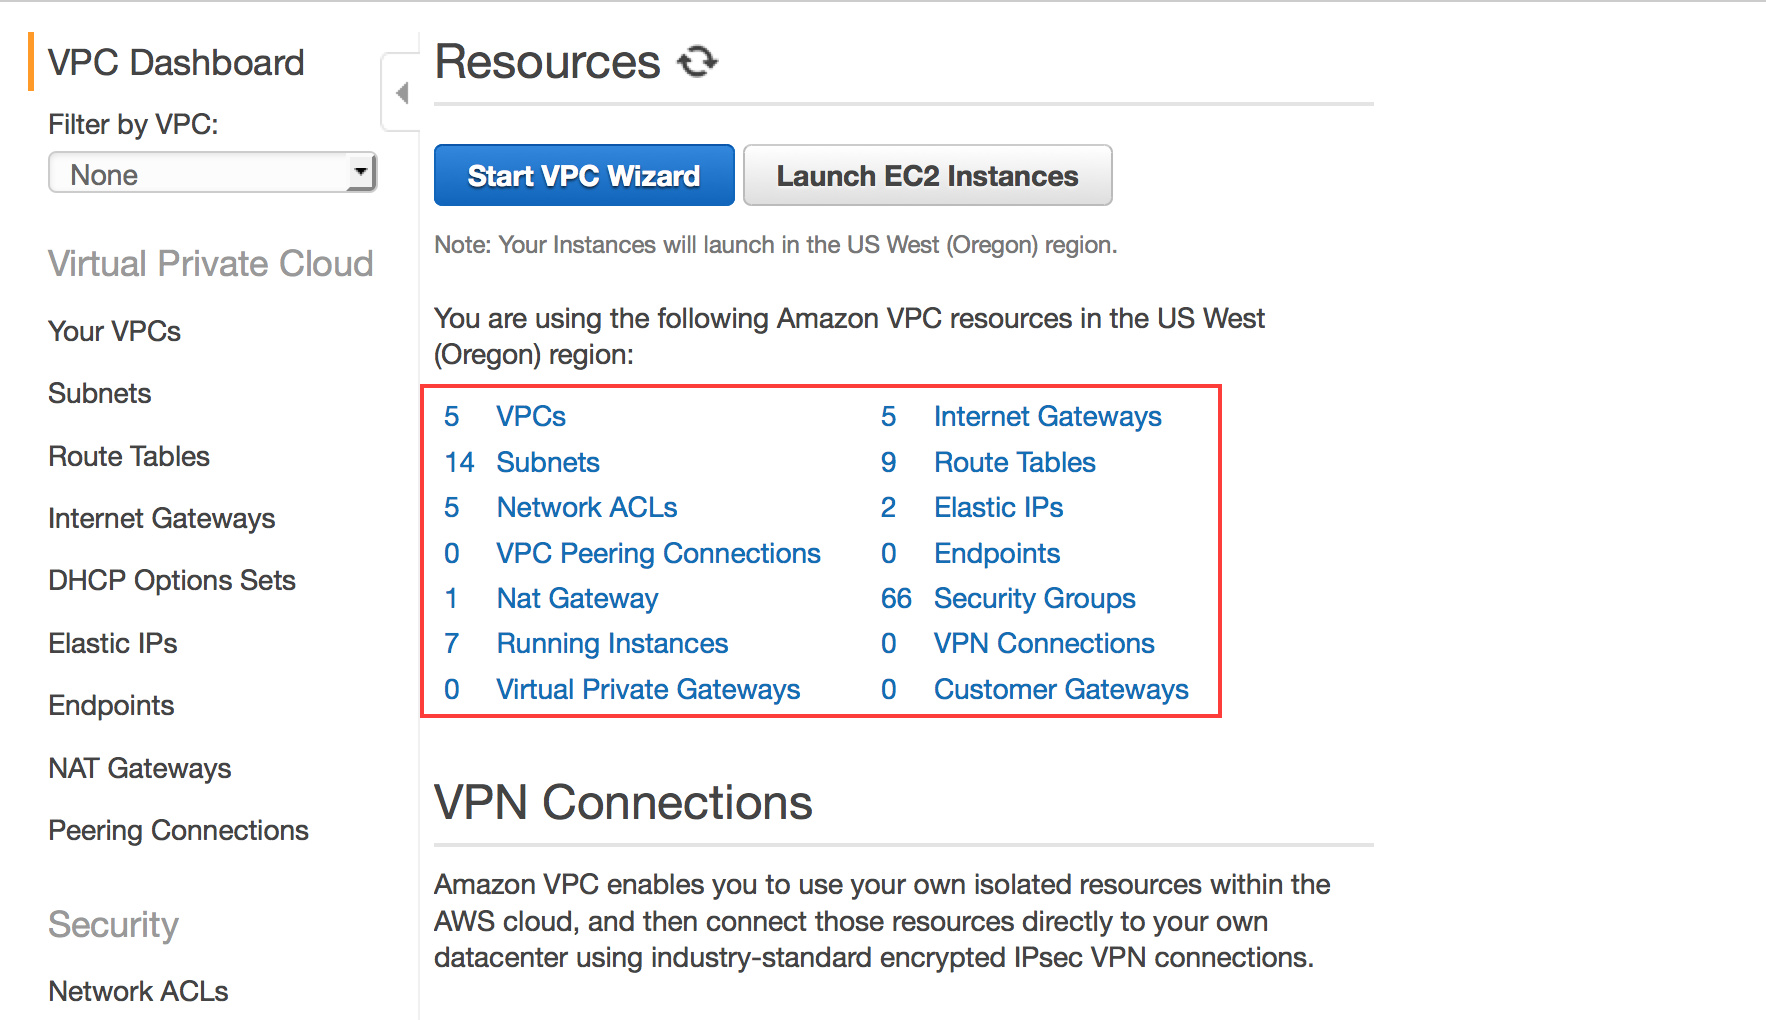 VPC Dashboard
Filter by VPC:
None
Virtual Private Cloud
Your VPCs
Subnets
Route Tables
Internet Gateways
DHCP Options Sets
Elastic IPs
Endpoints
NAT Gateways
Peering Connections
Security
Network ACLs
Resources
Start VPC Wizard
Launch EC2 Instances
Note: Your Instances will launch in the US West (Oregon) region.
You are using the following Amazon VPC resources in the US West
(Oregon) region:
5 VPCs 5 Internet Gateways
14 Subnets 9 Route Tables
5 Network ACLs 2 Elastic IPs
0 VPC Peering Connections 0 Endpoints
1 Nat Gateway 66 Security Groups
7 Running Instances 0 VPN Connections
0 Virtual Private Gateways 0 Customer Gateways
VPN Connections
Amazon VPC enables you to use your own isolated resources within the
AWS cloud, and then connect those resources directly to your own
datacenter using industry-standard encrypted IPsec VPN connections.